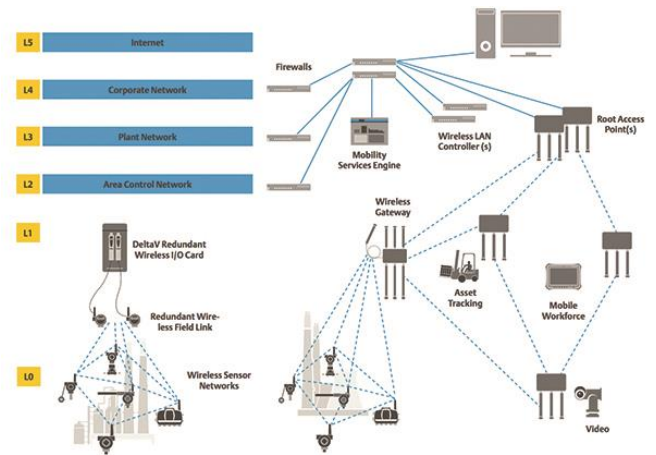 L5
Internet
Firewalls
L4
Corporate Network
L3
Plant Network
Mobility
Services Engine
Wireless LAN
Controller (s)
Root Access
Point(s)
L2
Area Control Network
L1
DeltaV Redundant
Wireless I/O Card
Wireless
Gateway
Asset
Tracking
Mobile
Workforce
Redundant Wire-
less Field Link
L0
Wireless Sensor
Networks
Video